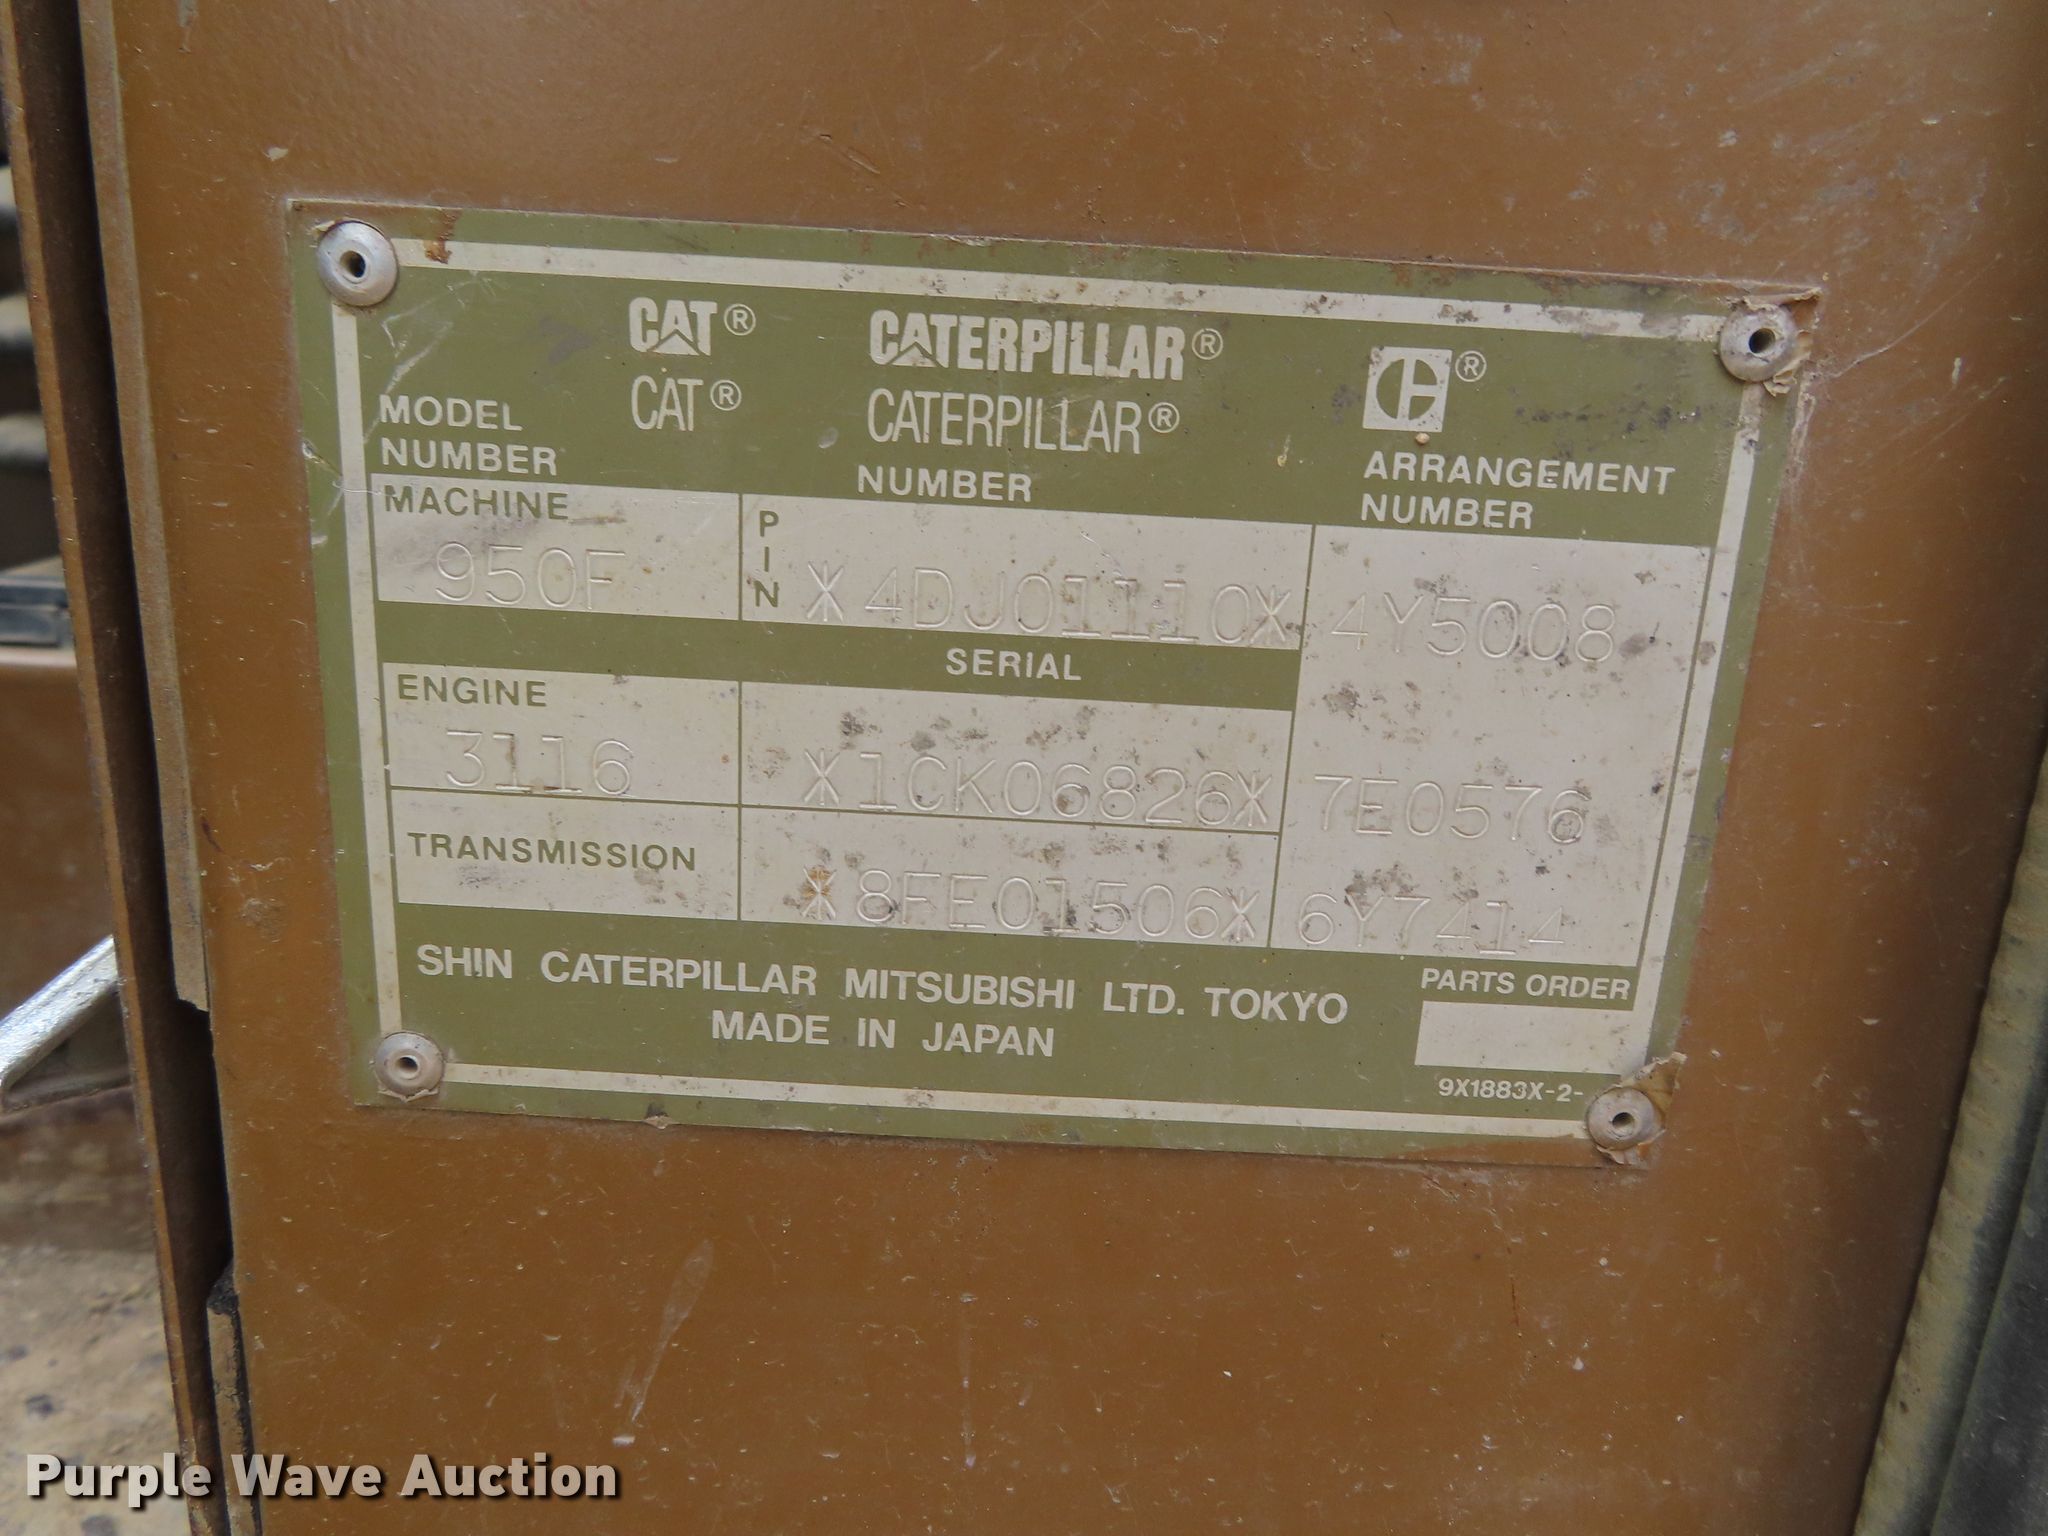 CAT® CATERPILLAR®
CAT® CATERPILLAR®
MODEL NUMBER
NUMBER
ARRANGEMENT NUMBER
MACHINE
950F
PIN
*4DJ01110*
4Y5008
SERIAL
ENGINE
3116
*1CK06826*
7E0576
TRANSMISSION
*8FE01506*
6Y7414
SHIN CATERPILLAR MITSUBISHI LTD. TOKYO
MADE IN JAPAN
PARTS ORDER
9X1883X-2-
Purple Wave Auction